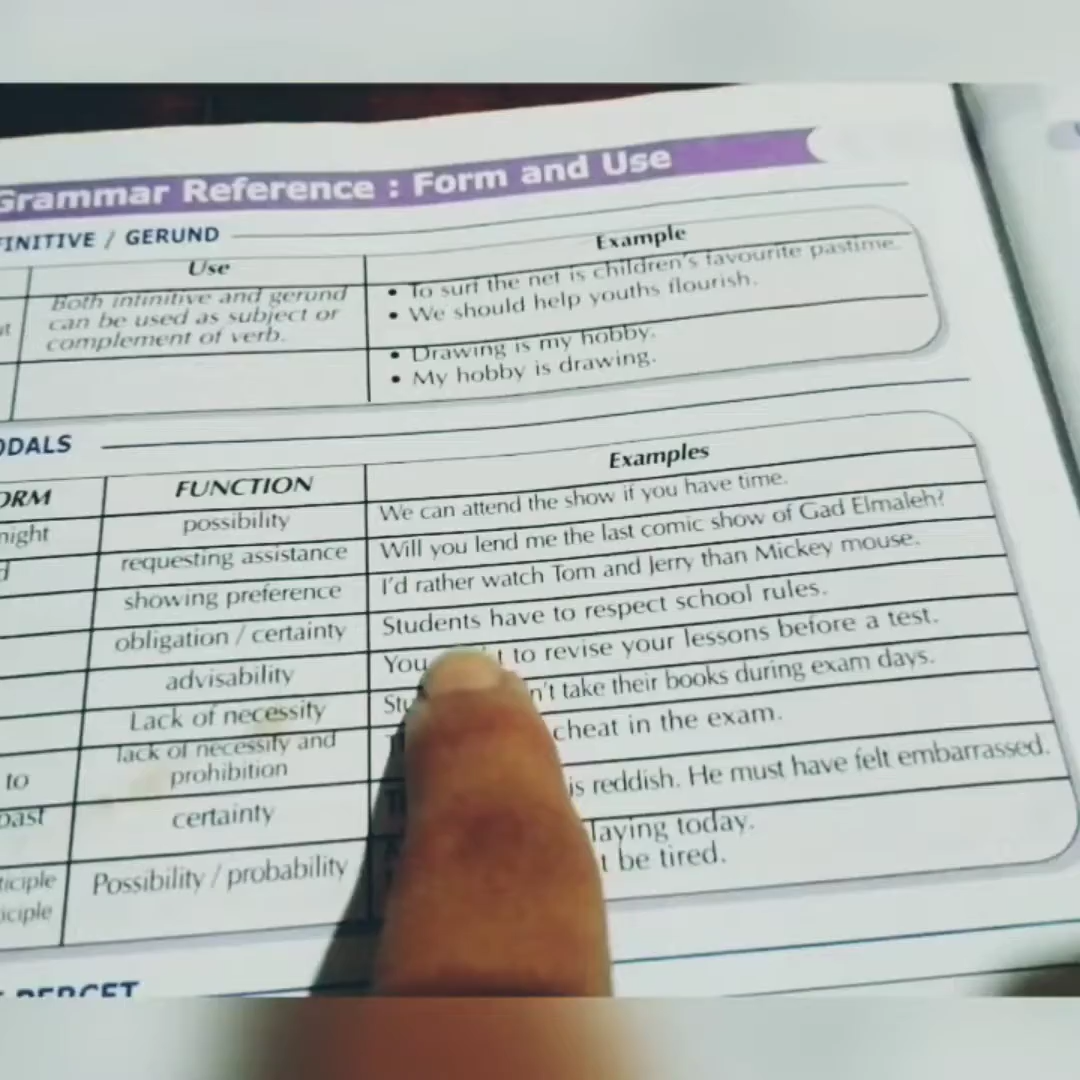 Grammar Reference : Form and Use
FINITIVE / GERUND
Use
Example
Both infinitive and gerund
can be used as subject or
complement of verb.
• To surf the net is children's favourite pastime.
• We should help youths flourish.
• Drawing is my hobby.
• My hobby is drawing.
ODALS
ORM
FUNCTION
Examples
night
possibility
We can attend the show if you have time.
requesting assistance
Will you lend me the last comic show of Gad Elmaleh?
showing preference
I'd rather watch Tom and Jerry than Mickey mouse.
obligation / certainty
Students have to respect school rules.
advisability
You to revise your lessons before a test.
Lack of necessity
Stu n't take their books during exam days.
to
lack of necessity and
prohibition
cheat in the exam.
past
certainty
is reddish. He must have felt embarrassed.
ticiple
iciple
Possibility / probability
laying today.
t be tired.
PERCET